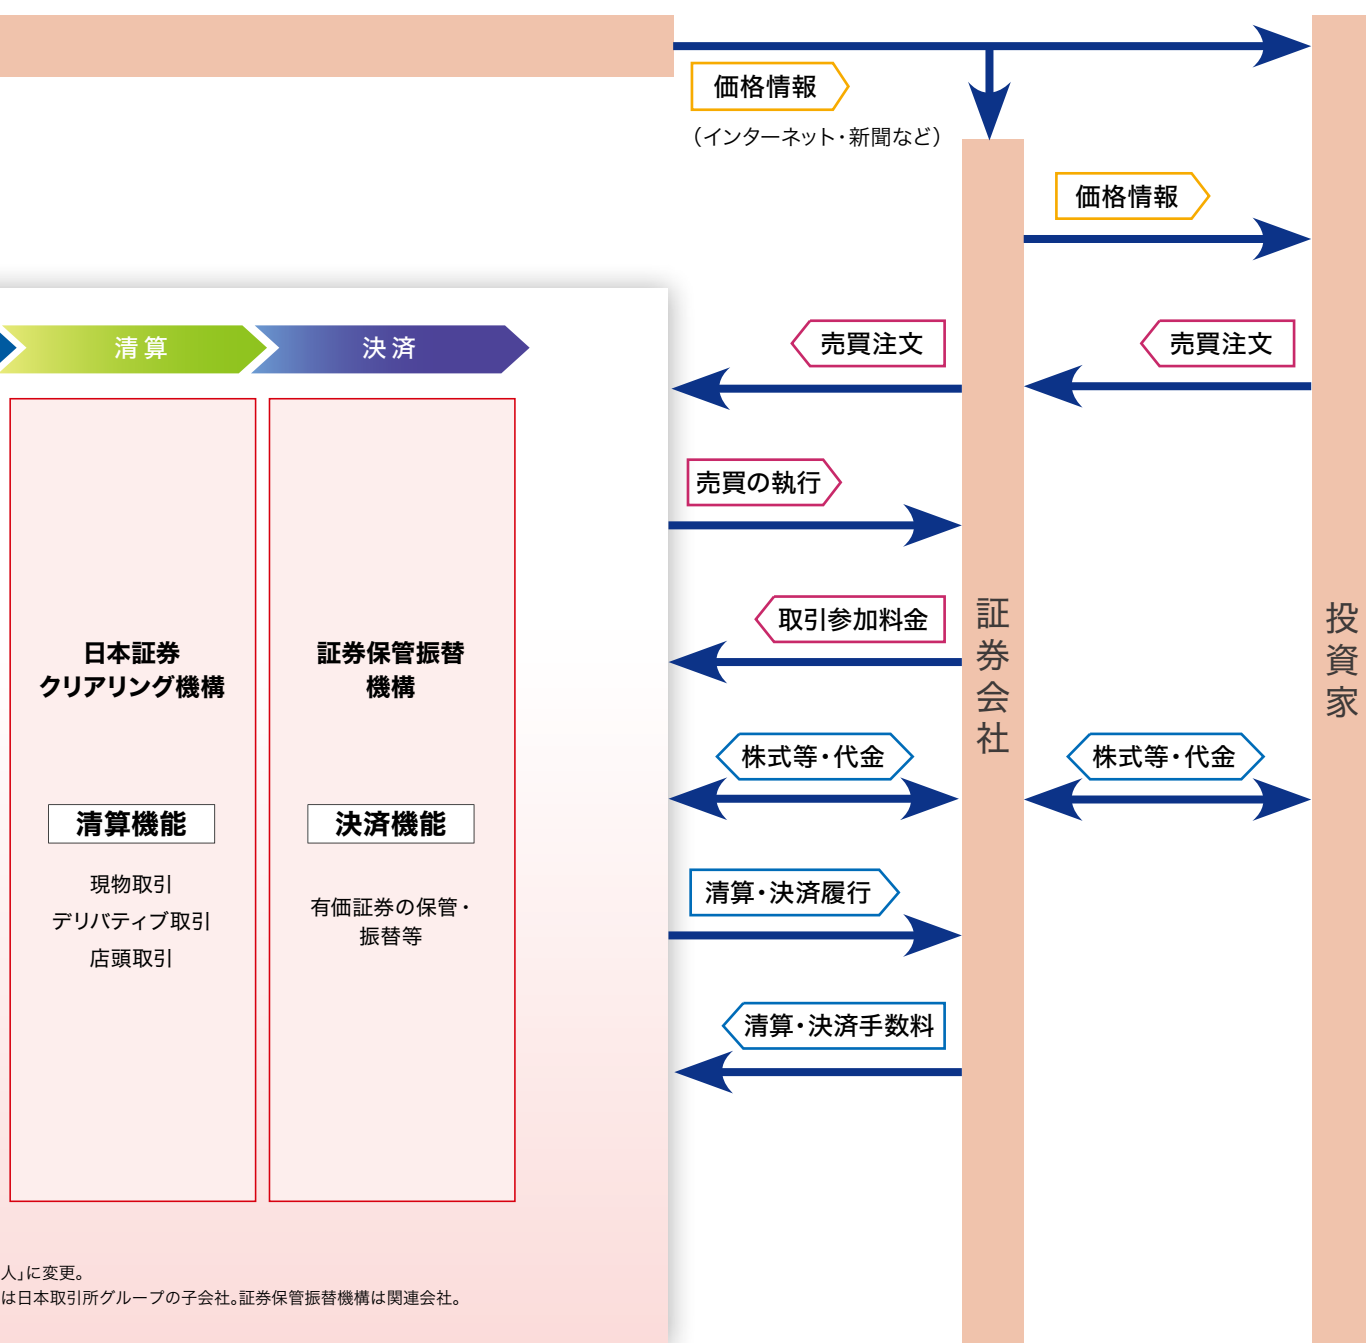 価格情報
（インターネット・新聞など）
価格情報
清算
決済
売買注文
売買注文
売買の執行
取引参加料金
証券会社
投資家
日本証券
クリアリング機構
証券保管振替
機構
株式等・代金
株式等・代金
清算機能
決済機能
現物取引
デリバティブ取引
店頭取引
有価証券の保管・
振替等
清算・決済履行
清算・決済手数料
人」に変更。
は日本取引所グループの子会社。証券保管振替機構は関連会社。